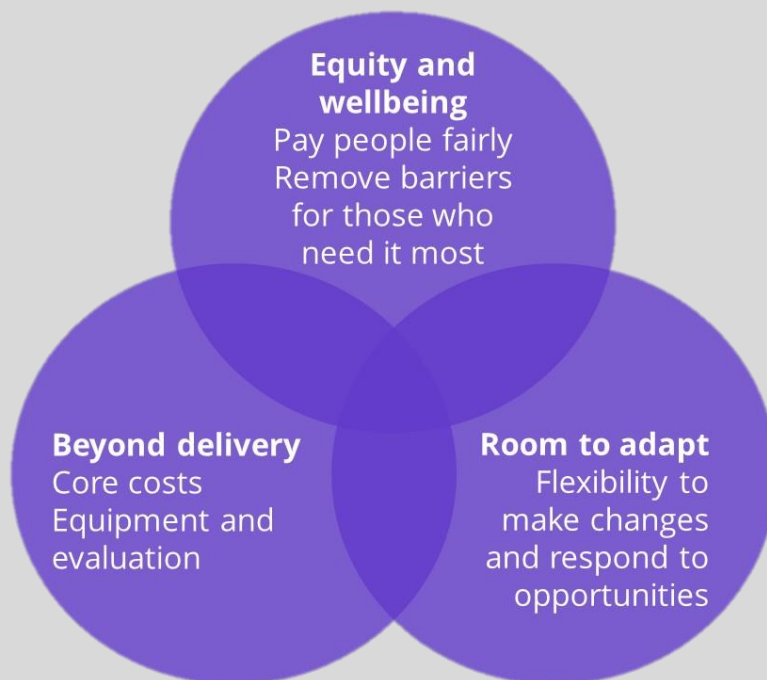 Equity and
wellbeing
Pay people fairly
Remove barriers
for those who
need it most
Beyond delivery
Core costs
Equipment and
evaluation
Room to adapt
Flexibility to
make changes
and respond to
opportunities